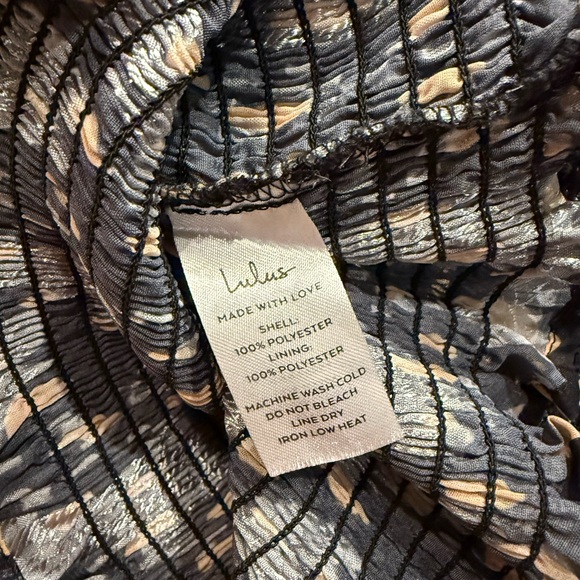 Lulus
MADE WITH LOVE
SHELL:
100% POLYESTER
LINING:
100% POLYESTER
MACHINE WASH COLD
DO NOT BLEACH
LINE DRY
IRON LOW HEAT